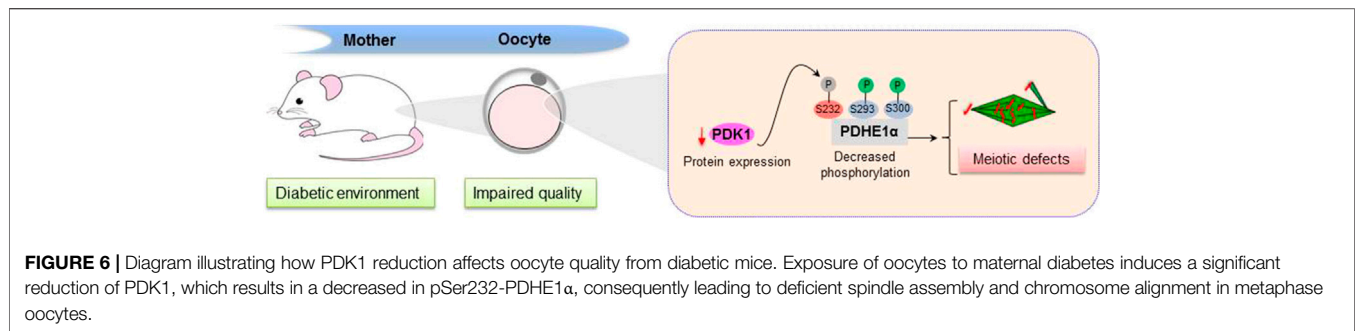 Mother
Oocyte
Diabetic environment
Impaired quality
PDK1
Protein expression
P
P
P
S232
S293
S300
PDHE1α
Decreased
phosphorylation
Meiotic defects
FIGURE 6 | Diagram illustrating how PDK1 reduction affects oocyte quality from diabetic mice. Exposure of oocytes to maternal diabetes induces a significant
reduction of PDK1, which results in a decreased in pSer232-PDHE1α, consequently leading to deficient spindle assembly and chromosome alignment in metaphase
oocytes.